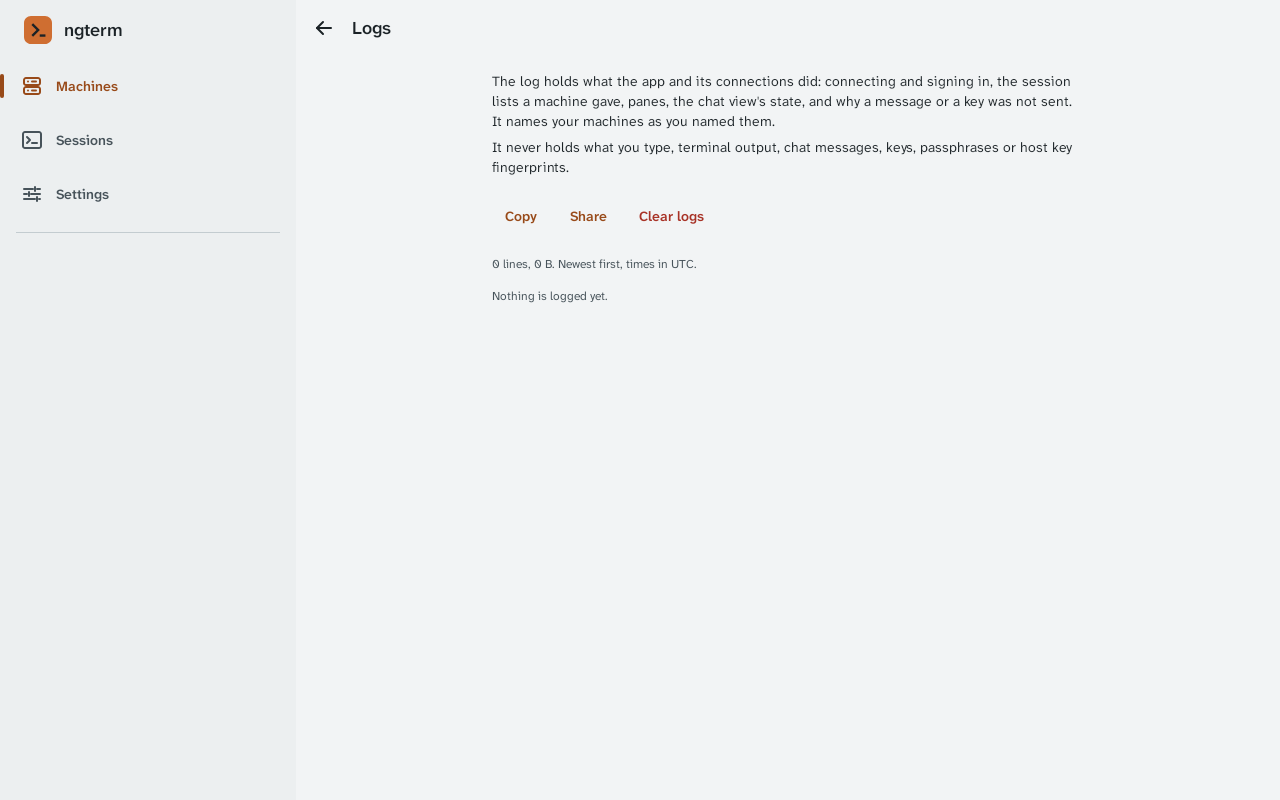 ngterm
Machines
Sessions
Settings
Logs
The log holds what the app and its connections did: connecting and signing in, the session
lists a machine gave, panes, the chat view's state, and why a message or a key was not sent.
It names your machines as you named them.
It never holds what you type, terminal output, chat messages, keys, passphrases or host key
fingerprints.
Copy Share Clear logs
0 lines, 0 B. Newest first, times in UTC.
Nothing is logged yet.